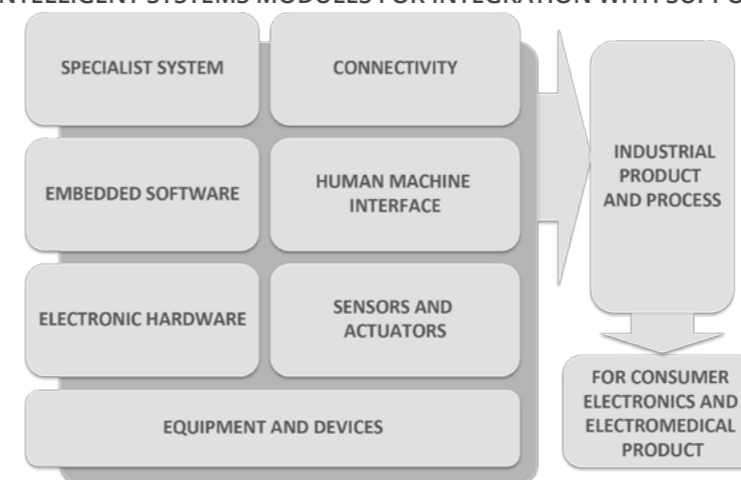 INTELLIGENT SYSTEMS MODULES FOR INTEGRATION WITH
SPECIALIST SYSTEM
CONNECTIVITY
EMBEDDED SOFTWARE
HUMAN MACHINE
INTERFACE
ELECTRONIC HARDWARE
SENSORS AND
ACTUATORS
EQUIPMENT AND DEVICES
INDUSTRIAL
PRODUCT
AND PROCESS
FOR CONSUMER
ELECTRONICS AND
ELECTROMEDICAL
PRODUCT